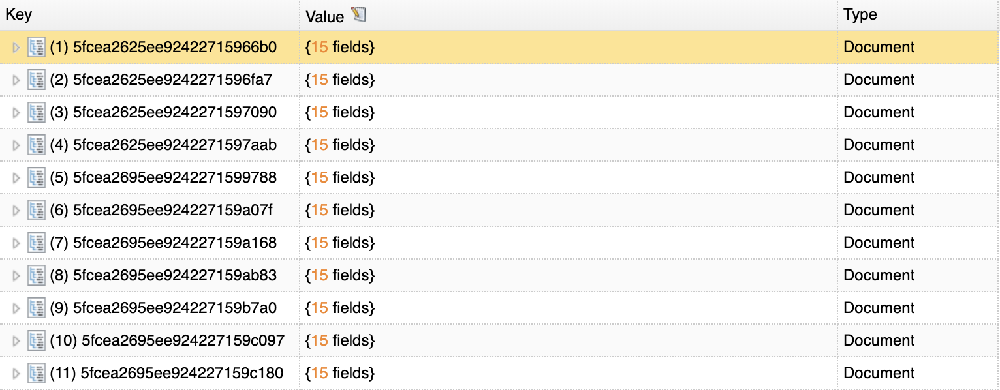 Key Value Type
(1) 5fcea2625ee92422715966b0 {15 fields} Document
(2) 5fcea2625ee9242271596fa7 {15 fields} Document
(3) 5fcea2625ee9242271597090 {15 fields} Document
(4) 5fcea2625ee9242271597aab {15 fields} Document
(5) 5fcea2695ee9242271599788 {15 fields} Document
(6) 5fcea2695ee924227159a07f {15 fields} Document
(7) 5fcea2695ee924227159a168 {15 fields} Document
(8) 5fcea2695ee924227159ab83 {15 fields} Document
(9) 5fcea2695ee924227159b7a0 {15 fields} Document
(10) 5fcea2695ee924227159c097 {15 fields} Document
(11) 5fcea2695ee924227159c180 {15 fields} Document